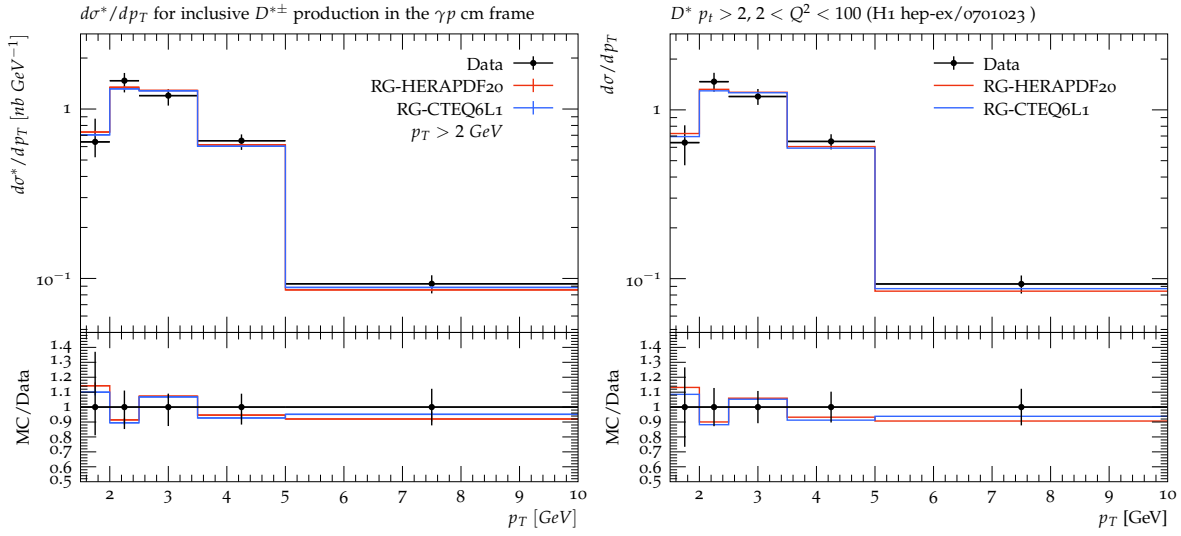 dσ*/dp_T for inclusive D*± production in the γp cm frame
dσ*/dp_T [nb GeV⁻¹]
1
10⁻¹
Data
RG-HERAPDF20
RG-CTEQ6L1
p_T > 2 GeV
MC/Data
1.4
1.3
1.2
1.1
1
0.9
0.8
0.7
0.6
0.5
2 3 4 5 6 7 8 9 10
p_T [GeV]
D* p_t > 2, 2 < Q² < 100 (H1 hep-ex/0701023 )
dσ/dp_T
1
10⁻¹
Data
RG-HERAPDF20
RG-CTEQ6L1
MC/Data
1.4
1.3
1.2
1.1
1
0.9
0.8
0.7
0.6
0.5
2 3 4 5 6 7 8 9 10
p_T [GeV]